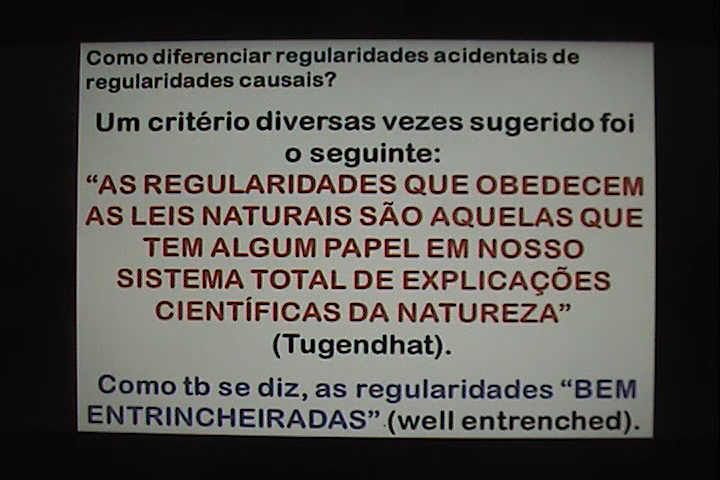 Como diferenciar regularidades acidentais de
regularidades causais?
Um critério diversas vezes sugerido foi
o seguinte:
“AS REGULARIDADES QUE OBEDECEM
AS LEIS NATURAIS SÃO AQUELAS QUE
TEM ALGUM PAPEL EM NOSSO
SISTEMA TOTAL DE EXPLICAÇÕES
CIENTÍFICAS DA NATUREZA”
(Tugendhat).
Como tb se diz, as regularidades “BEM
ENTRINCHEIRADAS” (well entrenched).